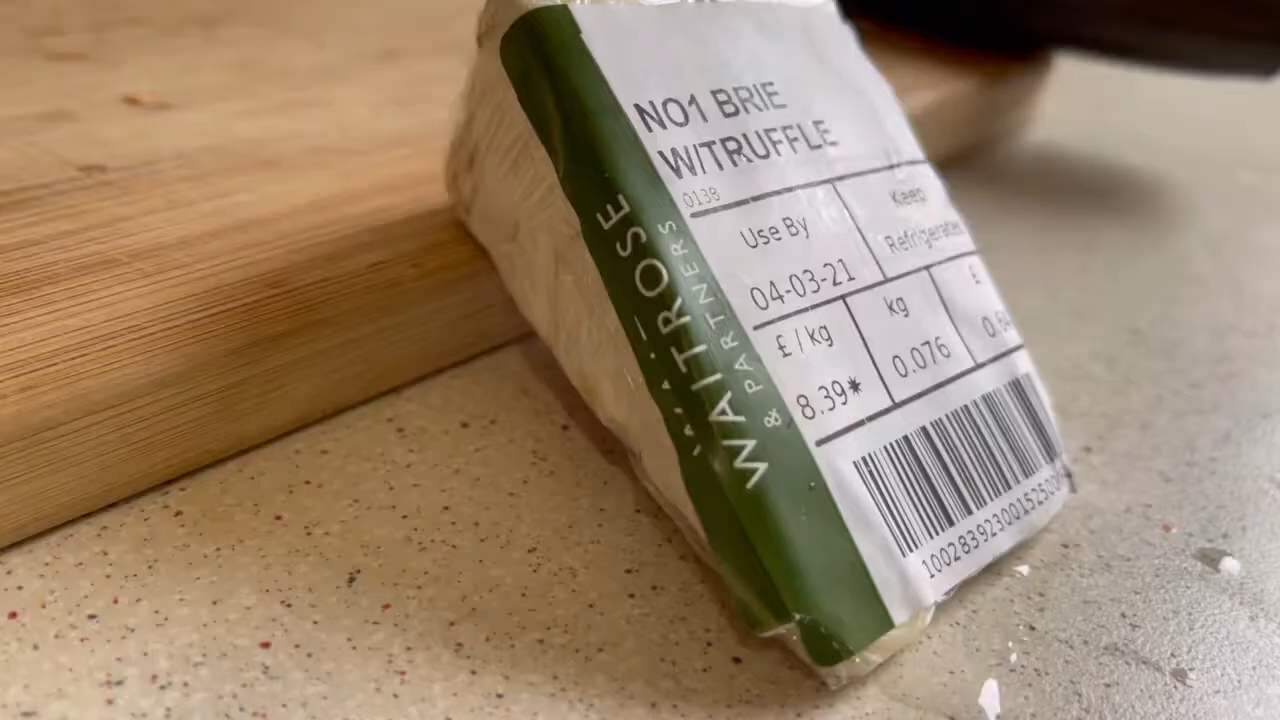 NO1 BRIE
W/TRUFFLE
0138
Use By
04-03-21
Keep
Refrigerated
£ / kg
8.39*
kg
0.076
£
WAITROSE
& PARTNERS